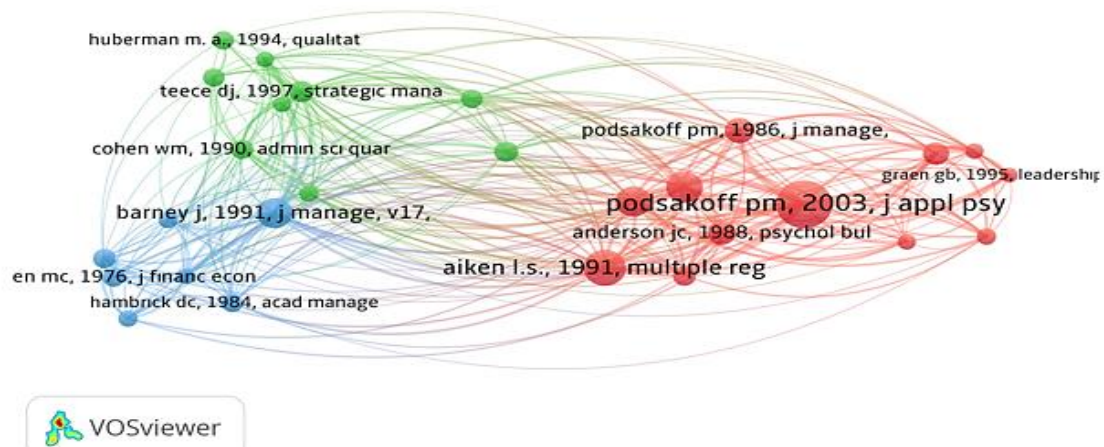 huberman m. a., 1994, qualitat
teece dj, 1997, strategic mana
podsakoff pm, 1986, j manage,
cohen wm, 1990, admin sci quar
graen gb, 1995, leadership
podsakoff pm, 2003, j appl psy
barney j, 1991, j manage, v17,
anderson jc, 1988, psychol bul
aiken l.s., 1991, multiple reg
en mc, 1976, j financ econ
hambrick dc, 1984, acad manage
VOSviewer